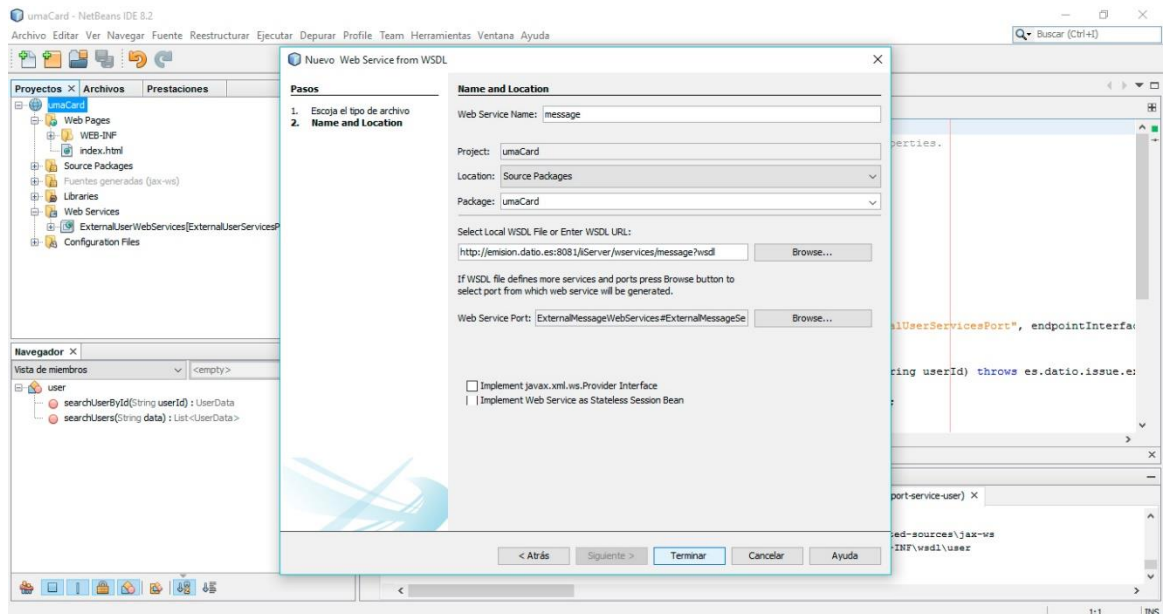 umaCard - NetBeans IDE 8.2
Archivo Editar Ver Navegar Fuente Reestructurar Ejecutar Depurar Profile Team Herramientas Ventana Ayuda
Buscar (Ctrl+I)
Proyectos Archivos Prestaciones
umaCard
Web Pages
WEB-INF
index.html
Source Packages
Fuentes generadas (jax-ws)
Libraries
Web Services
ExternalUserWebServices[ExternalUserServicesP
Configuration Files
Navegador
Vista de miembros
<empty>
user
searchUserById(String userId) : UserData
searchUsers(String data) : List<UserData>
Nuevo Web Service from WSDL
Pasos
1. Escoja el tipo de archivo
2. Name and Location
Name and Location
Web Service Name: message
Project: umaCard
Location: Source Packages
Package: umaCard
Select Local WSDL File or Enter WSDL URL:
http://emision.datio.es:8081/iServer/wservices/message?wsdl
Browse...
If WSDL file defines more services and ports press Browse button to
select port from which web service will be generated.
Web Service Port: ExternalMessageWebServices#ExternalMessageSe
Browse...
Implement javax.xml.ws.Provider Interface
Implement Web Service as Stateless Session Bean
< Atrás Siguiente > Terminar Cancelar Ayuda
perties.
alUserServicesPort", endpointInterfa
ring userId) throws es.datio.issue.e
port-service-user)
ed-sources\jax-ws
-INF\wsdl\user
1:1 INS